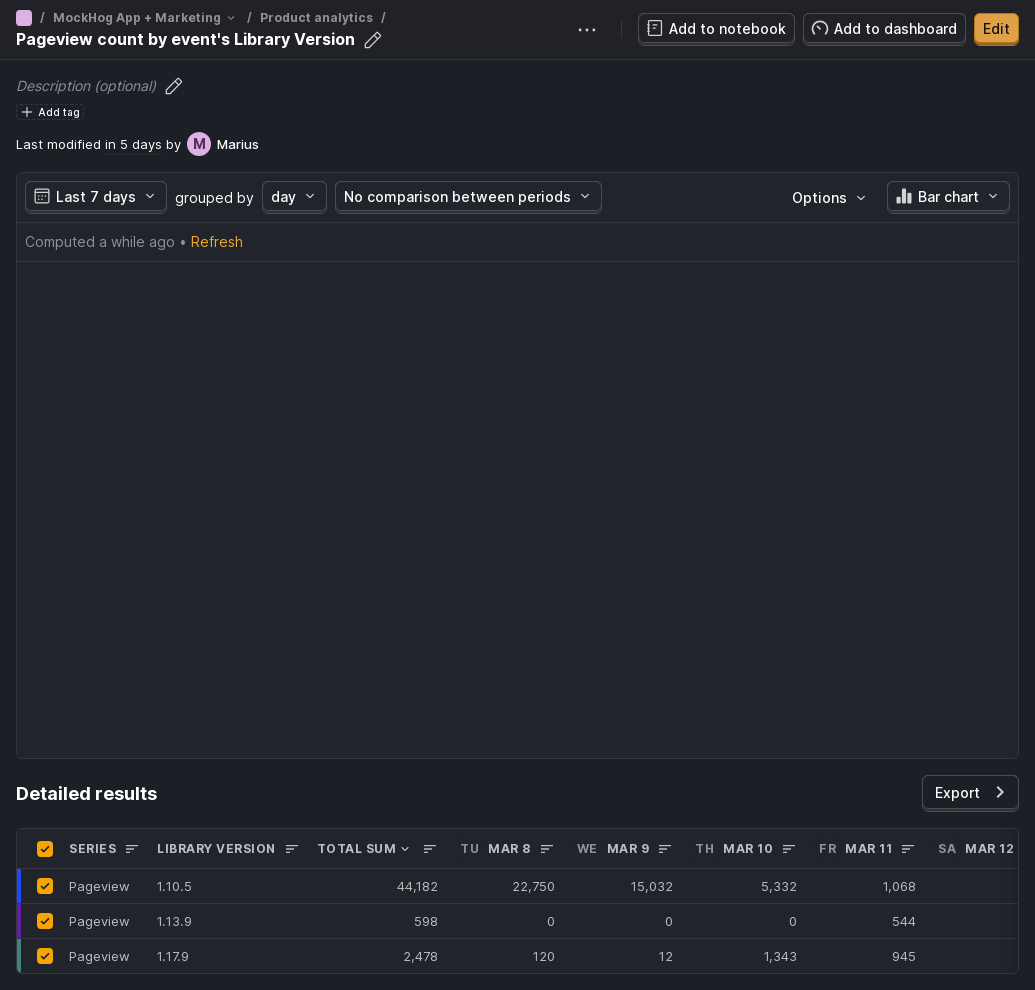 / MockHog App + Marketing / Product analytics /
Pageview count by event's Library Version
Add to notebook
Add to dashboard
Edit
Description (optional)
Add tag
Last modified in 5 days by M Marius
Last 7 days grouped by day No comparison between periods Options Bar chart
Computed a while ago • Refresh
Detailed results
Export
SERIES LIBRARY VERSION TOTAL SUM TU MAR 8 WE MAR 9 TH MAR 10 FR MAR 11 SA MAR 12
Pageview 1.10.5 44,182 22,750 15,032 5,332 1,068
Pageview 1.13.9 598 0 0 0 544
Pageview 1.17.9 2,478 120 12 1,343 945